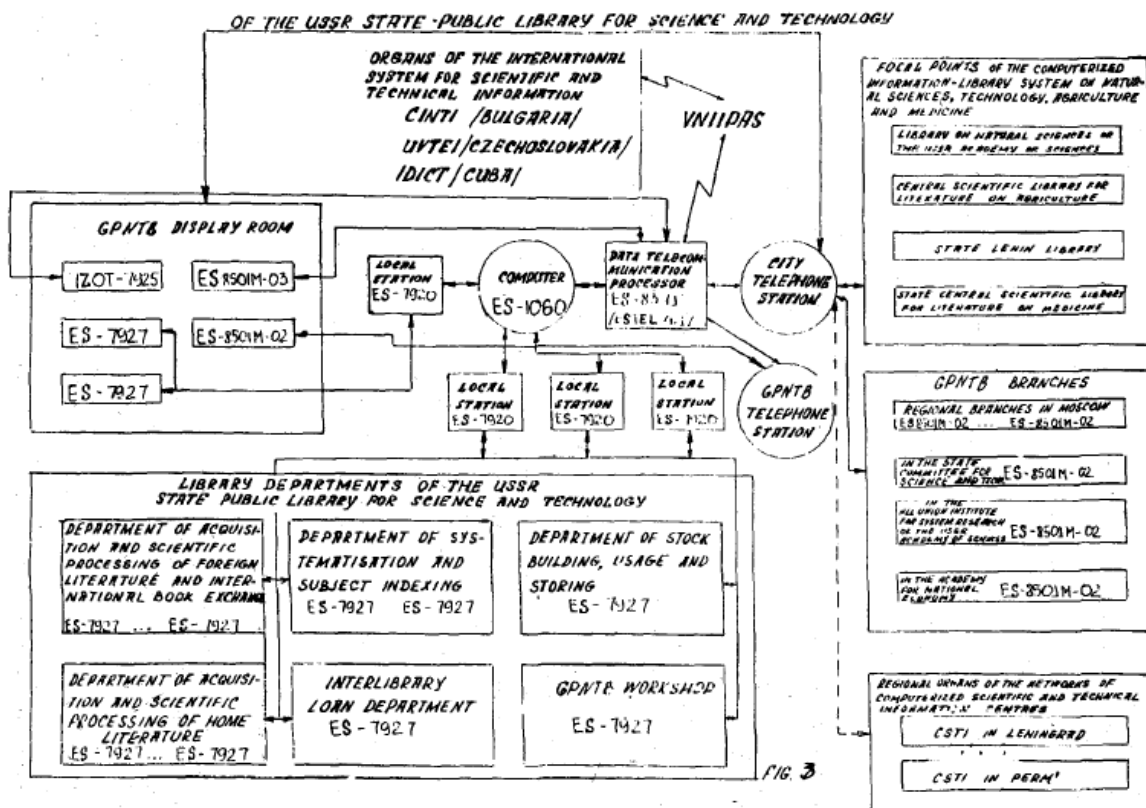 OF THE USSR STATE-PUBLIC LIBRARY FOR SCIENCE AND TECHNOLOGY
ORGANS OF THE INTERNATIONAL
SYSTEM FOR SCIENTIFIC AND
TECHNICAL INFORMATION
CINTI /BULGARIA/
UVTEI/CZECHOSLOVAKIA/
IDICT/CUBA/
VNIIPAS
GPNTB DISPLAY ROOM
IZOT-7925
ES 8501M-03
ES-7927
ES-8501M-02
ES-7927
LOCAL
STATION
ES-7920
COMPUTER
ES-1060
DATA TELECOM-
MUNICATION
PROCESSOR
CITY
TELEPHONE
STATION
GPNTB
TELEPHONE
STATION
LOCAL
STATION
ES-7920
LOCAL
STATION
ES-7920
LOCAL
STATION
ES-7920
FOCAL POINTS OF THE COMPUTERIZED
INFORMATION-LIBRARY SYSTEM ON NATUR-
AL SCIENCES, TECHNOLOGY, AGRICULTURE
AND MEDICINE
LIBRARY ON NATURAL SCIENCES OF
THE USSR ACADEMY OF SCIENCES
CENTRAL SCIENTIFIC LIBRARY FOR
LITERATURE ON AGRICULTURE
STATE LENIN LIBRARY
STATE CENTRAL SCIENTIFIC LIBRARY
FOR LITERATURE ON MEDICINE
GPNTB BRANCHES
REGIONAL BRANCHES IN MOSCOW
ES8501M-02 ... ES-8501M-02
IN THE STATE
COMMITTEE FOR
SCIENCE AND TECH. ES-8501M-02
IN THE
ALL UNION INSTITUTE
FOR SYSTEM RESEARCH
OF THE USSR
ACADEMY OF SCIENCES
ES-8501M-02
IN THE ACADEMY
FOR NATIONAL
ECONOMY
ES-8501M-02
LIBRARY DEPARTMENTS OF THE USSR
STATE PUBLIC LIBRARY FOR SCIENCE AND TECHNOLOGY
DEPARTMENT OF ACQUISI-
TION AND SCIENTIFIC
PROCESSING OF FOREIGN
LITERATURE AND INTER-
NATIONAL BOOK EXCHANGE
ES-7927 ... ES-7927
DEPARTMENT OF SYS-
TEMATISATION AND
SUBJECT INDEXING
ES-7927 ES-7927
DEPARTMENT OF STOCK
BUILDING, USAGE AND
STORING
ES-7927
DEPARTMENT OF ACQUISI-
TION AND SCIENTIFIC
PROCESSING OF HOME
LITERATURE
ES-7927 ... ES-7927
INTERLIBRARY
LOAN DEPARTMENT
ES-7927
GPNTB WORKSHOP
ES-7927
REGIONAL ORGANS OF THE NETWORKS OF
COMPUTERIZED SCIENTIFIC AND TECHNICAL
INFORMATION CENTRES
CSTI IN LENINGRAD
CSTI IN PERM'
FIG. 3